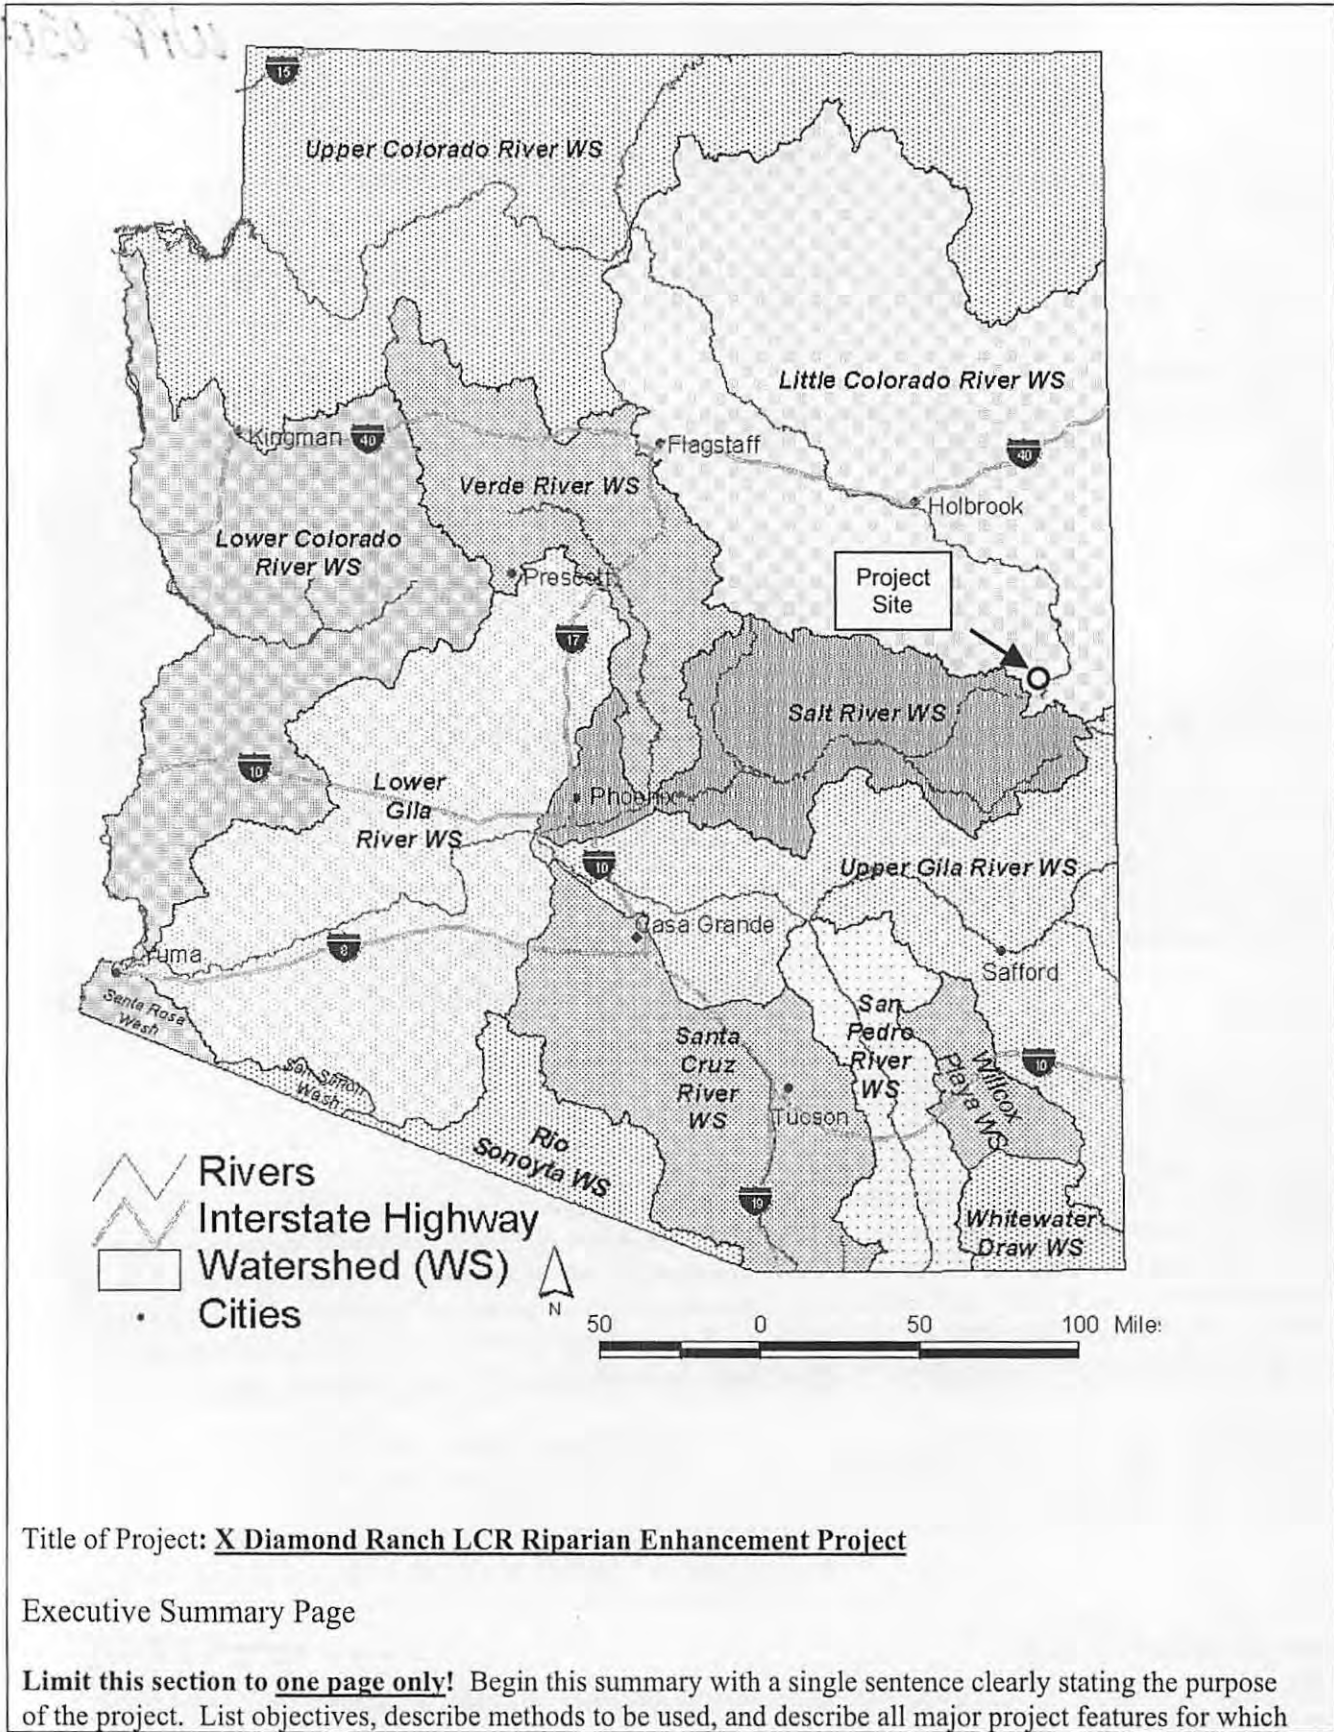 15
Upper Colorado River WS
Little Colorado River WS
Kingman
40
Flagstaff
40
Verde River WS
Holbrook
Lower Colorado
River WS
Project
Site
Prescott
17
Salt River WS
10
Lower
Gila
River WS
Phoenix
10
Upper Gila River WS
Casa Grande
8
Yuma
Safford
Santa Rosa
Wash
San
Pedro
River
WS
Santa
Cruz
River
WS
Willcox
Playa WS
10
San Simon
Wash
Tucson
Rio
Sonoyta WS
19
Whitewater
Draw WS
Rivers
Interstate Highway
Watershed (WS)
Cities
N
50 0 50 100 Mile:
Title of Project: X Diamond Ranch LCR Riparian Enhancement Project
Executive Summary Page
Limit this section to one page only! Begin this summary with a single sentence clearly stating the purpose
of the project. List objectives, describe methods to be used, and describe all major project features for which